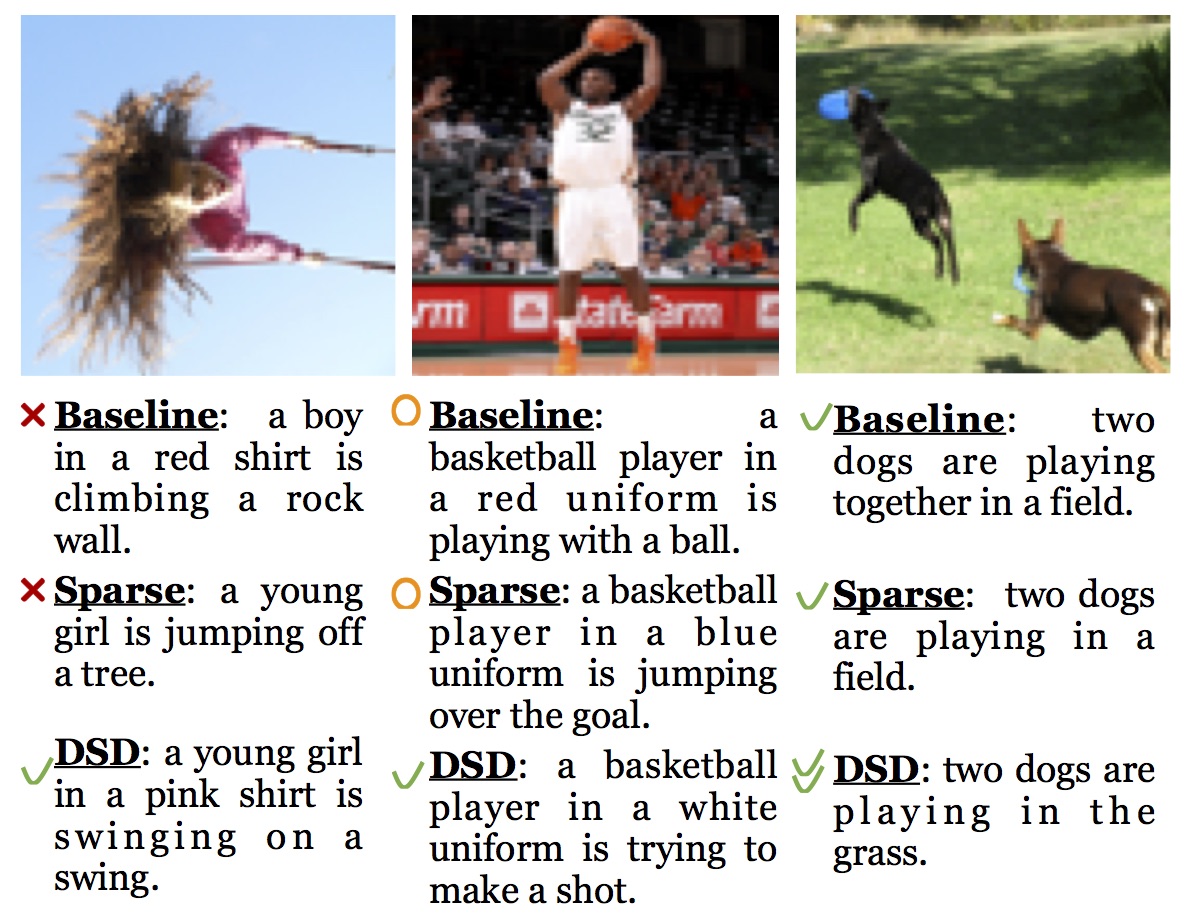 32
rm
StateFarm
Baseline: a boy
in a red shirt is
climbing a rock
wall.
Sparse: a young
girl is jumping off
a tree.
DSD: a young girl
in a pink shirt is
swinging on a
swing.
Baseline: a
basketball player in
a red uniform is
playing with a ball.
Sparse: a basketball
player in a blue
uniform is jumping
over the goal.
DSD: a basketball
player in a white
uniform is trying to
make a shot.
Baseline: two
dogs are playing
together in a field.
Sparse: two dogs
are playing in a
field.
DSD: two dogs are
playing in the
grass.